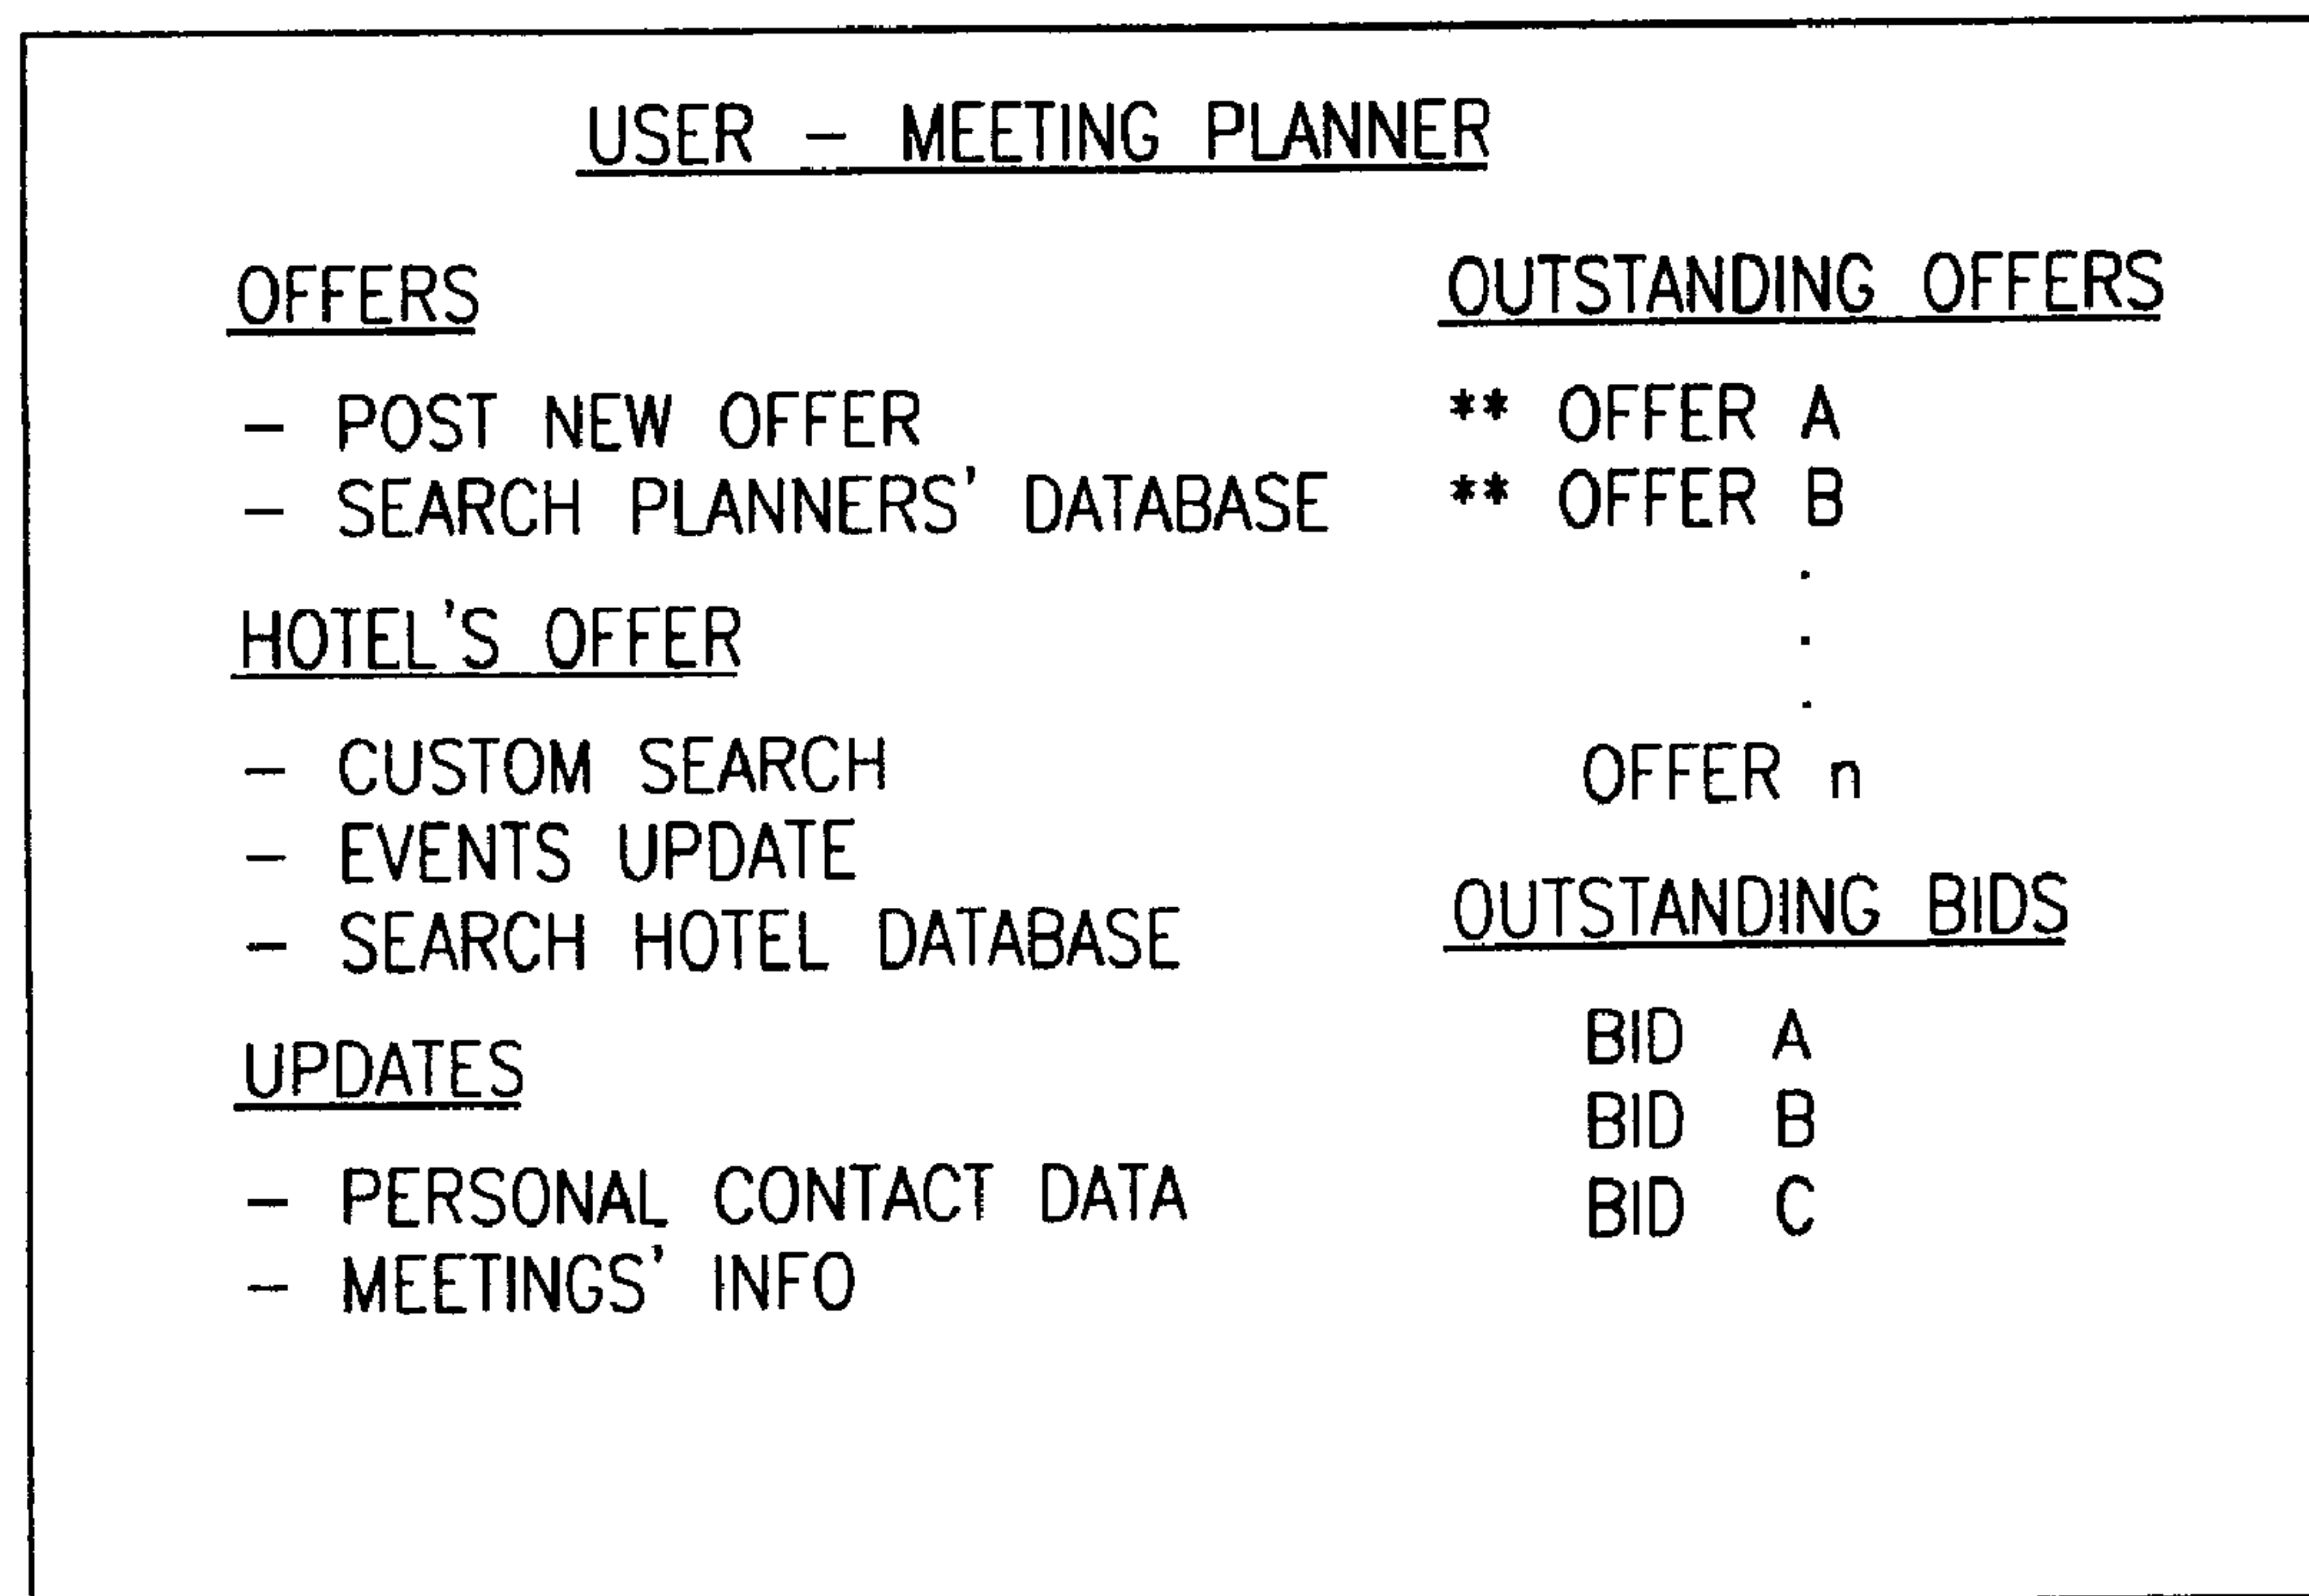 USER – MEETING PLANNER
OFFERS
– POST NEW OFFER
– SEARCH PLANNERS' DATABASE
HOTEL'S OFFER
– CUSTOM SEARCH
– EVENTS UPDATE
– SEARCH HOTEL DATABASE
UPDATES
– PERSONAL CONTACT DATA
– MEETINGS' INFO
OUTSTANDING OFFERS
** OFFER A
** OFFER B
.
.
.
OFFER n
OUTSTANDING BIDS
BID A
BID B
BID C